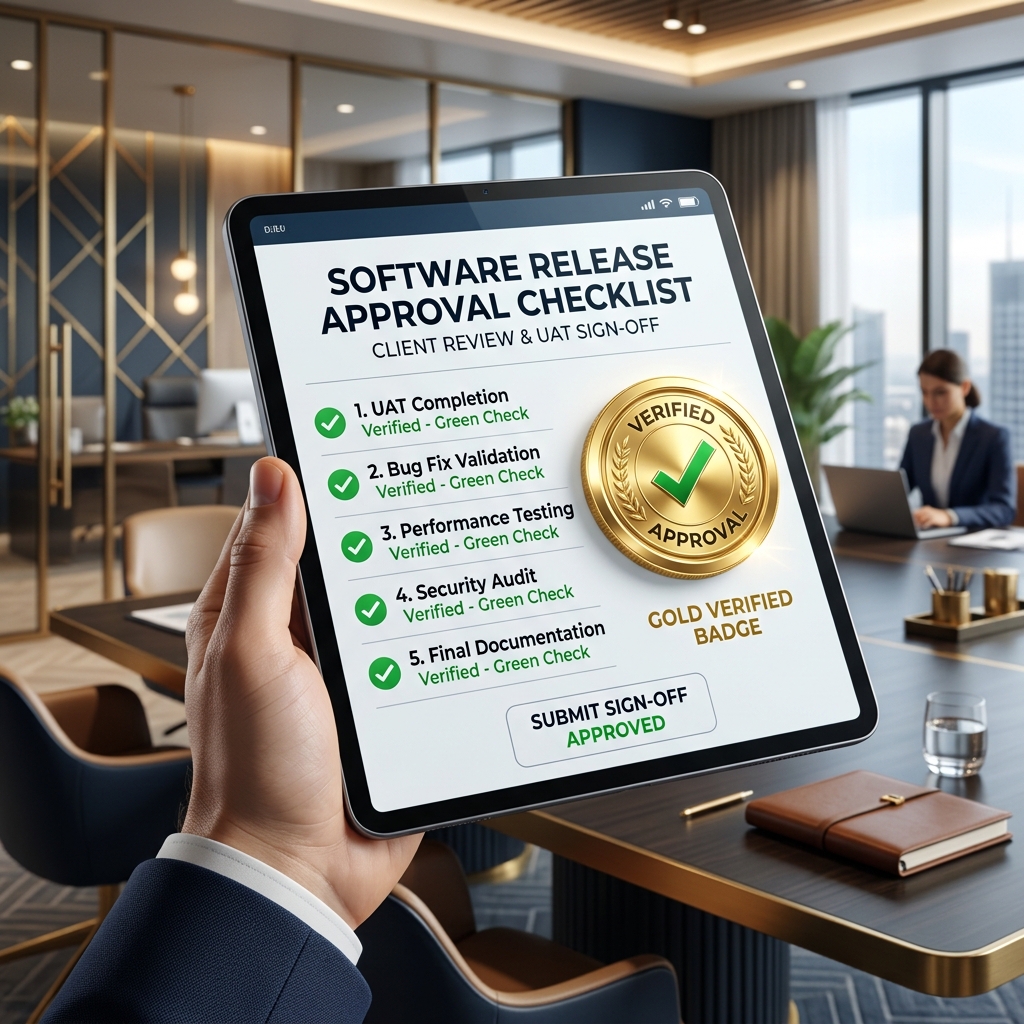 SOFTWARE RELEASE
APPROVAL CHECKLIST
CLIENT REVIEW & UAT SIGN-OFF
1. UAT Completion
Verified - Green Check
2. Bug Fix Validation
Verified - Green Check
3. Performance Testing
Verified - Green Check
4. Security Audit
Verified - Green Check
5. Final Documentation
Verified - Green Check
VERIFIED
APPROVAL
GOLD VERIFIED
BADGE
SUBMIT SIGN-OFF
APPROVED